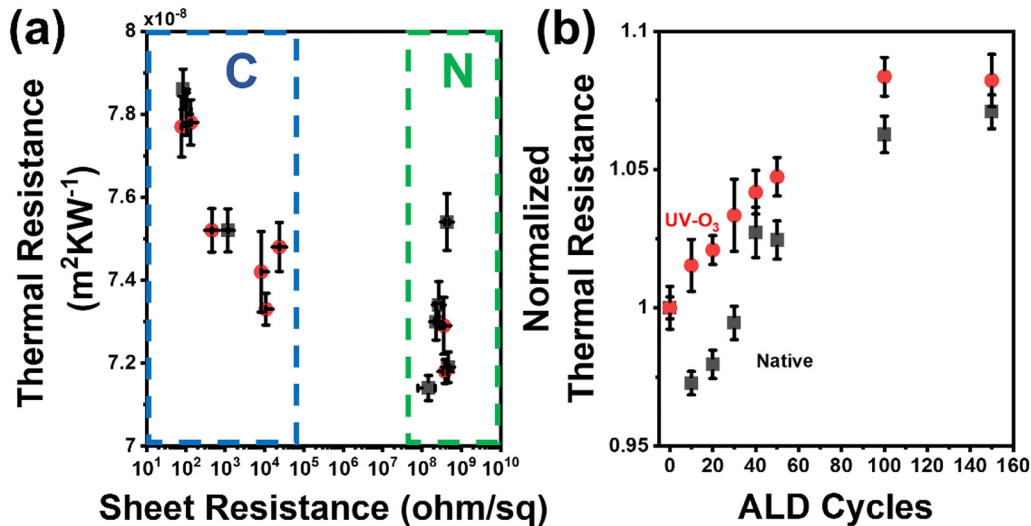 (a)
x10⁻⁸
8
7.8
7.6
7.4
7.2
7
Thermal Resistance
(m²KW⁻¹)
C
N
10¹ 10² 10³ 10⁴ 10⁵ 10⁶ 10⁷ 10⁸ 10⁹ 10¹⁰
Sheet Resistance (ohm/sq)
(b)
Normalized
Thermal Resistance
1.1
1.05
1
0.95
UV-O₃
Native
0 20 40 60 80 100 120 140 160
ALD Cycles